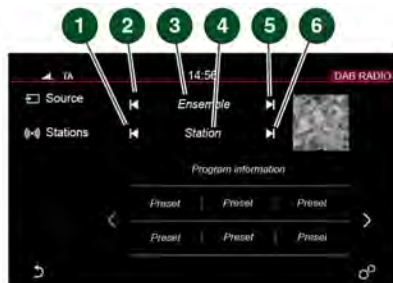 1 2 3 4 5 6
TA 14:56 DAB RADIO
Source Ensemble
Stations Station
Program information
Preset Preset Preset
Preset Preset Preset